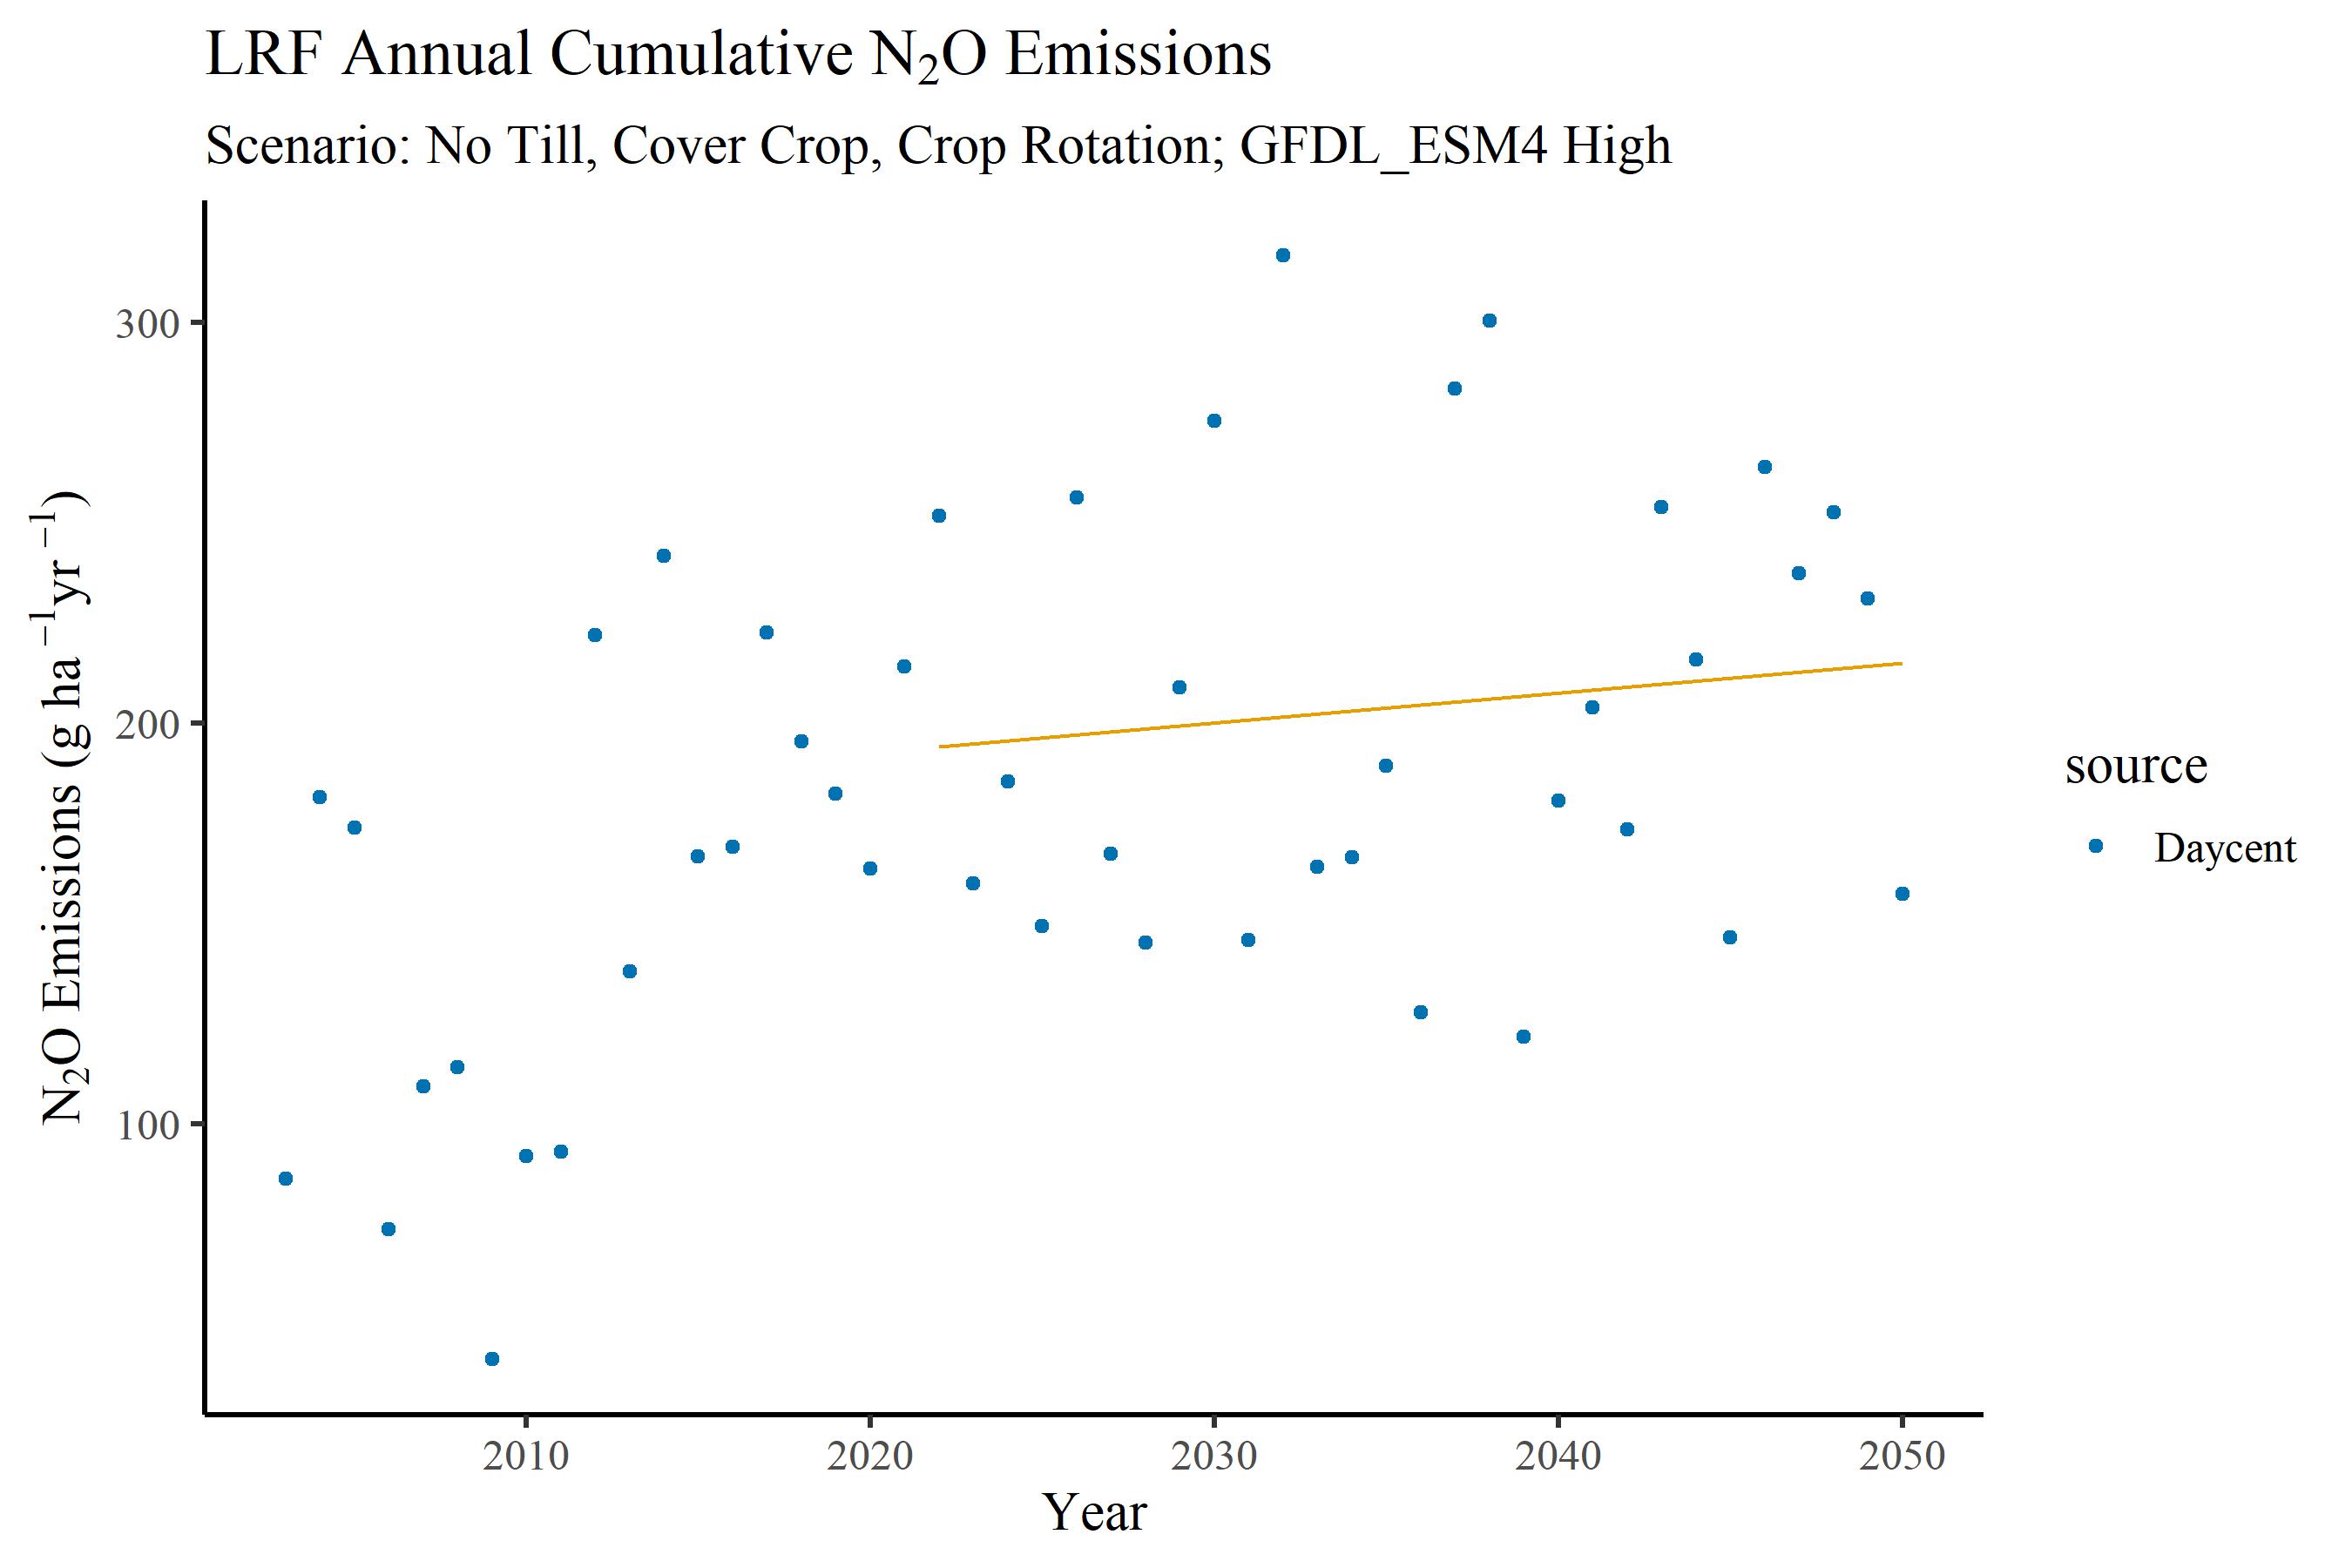 LRF Annual Cumulative N₂O Emissions
Scenario: No Till, Cover Crop, Crop Rotation; GFDL_ESM4 High
N₂O Emissions (g ha ⁻¹yr ⁻¹)
300
200
100
2010 2020 2030 2040 2050
Year
source
Daycent